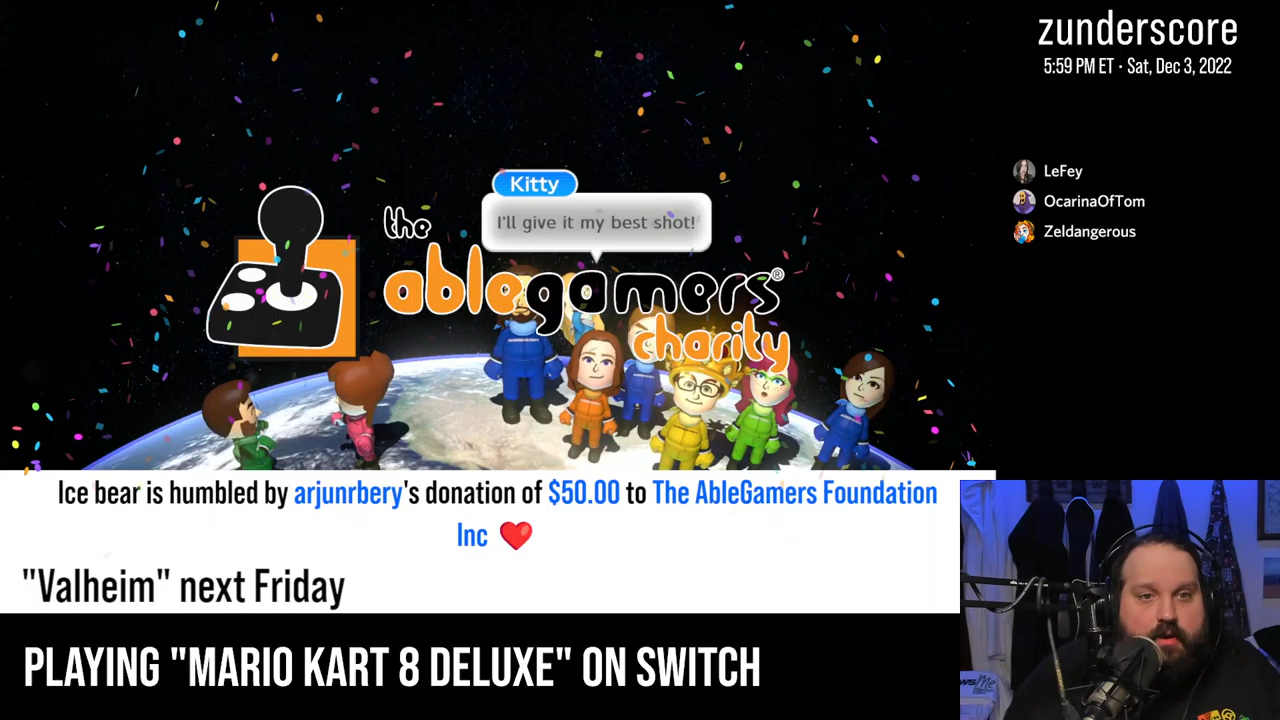 zunderscore
5:59 PM ET · Sat, Dec 3, 2022
LeFey
OcarinaOfTom
Zeldangerous
Kitty
I'll give it my best shot!
the
ablegamers®
charity
Ice bear is humbled by arjunrbery's donation of $50.00 to The AbleGamers Foundation
Inc ❤️
"Valheim" next Friday
PLAYING "MARIO KART 8 DELUXE" ON SWITCH